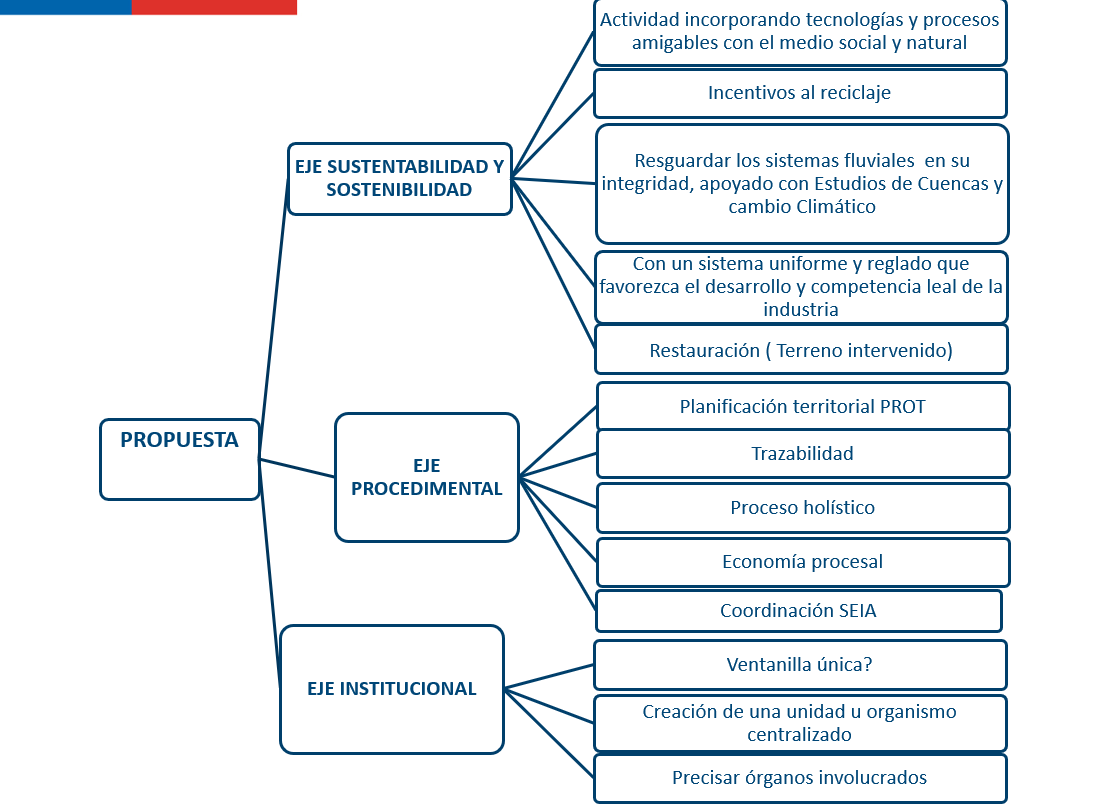 PROPUESTA
EJE SUSTENTABILIDAD Y
SOSTENIBILIDAD
Actividad incorporando tecnologías y procesos
amigables con el medio social y natural
Incentivos al reciclaje
Resguardar los sistemas fluviales  en su
integridad, apoyado con Estudios de Cuencas y
cambio Climático
Con un sistema uniforme y reglado que
favorezca el desarrollo y competencia leal de la
industria
Restauración ( Terreno intervenido)
EJE
PROCEDIMENTAL
Planificación territorial PROT
Trazabilidad
Proceso holístico
Economía procesal
Coordinación SEIA
EJE INSTITUCIONAL
Ventanilla única?
Creación de una unidad u organismo
centralizado
Precisar órganos involucrados